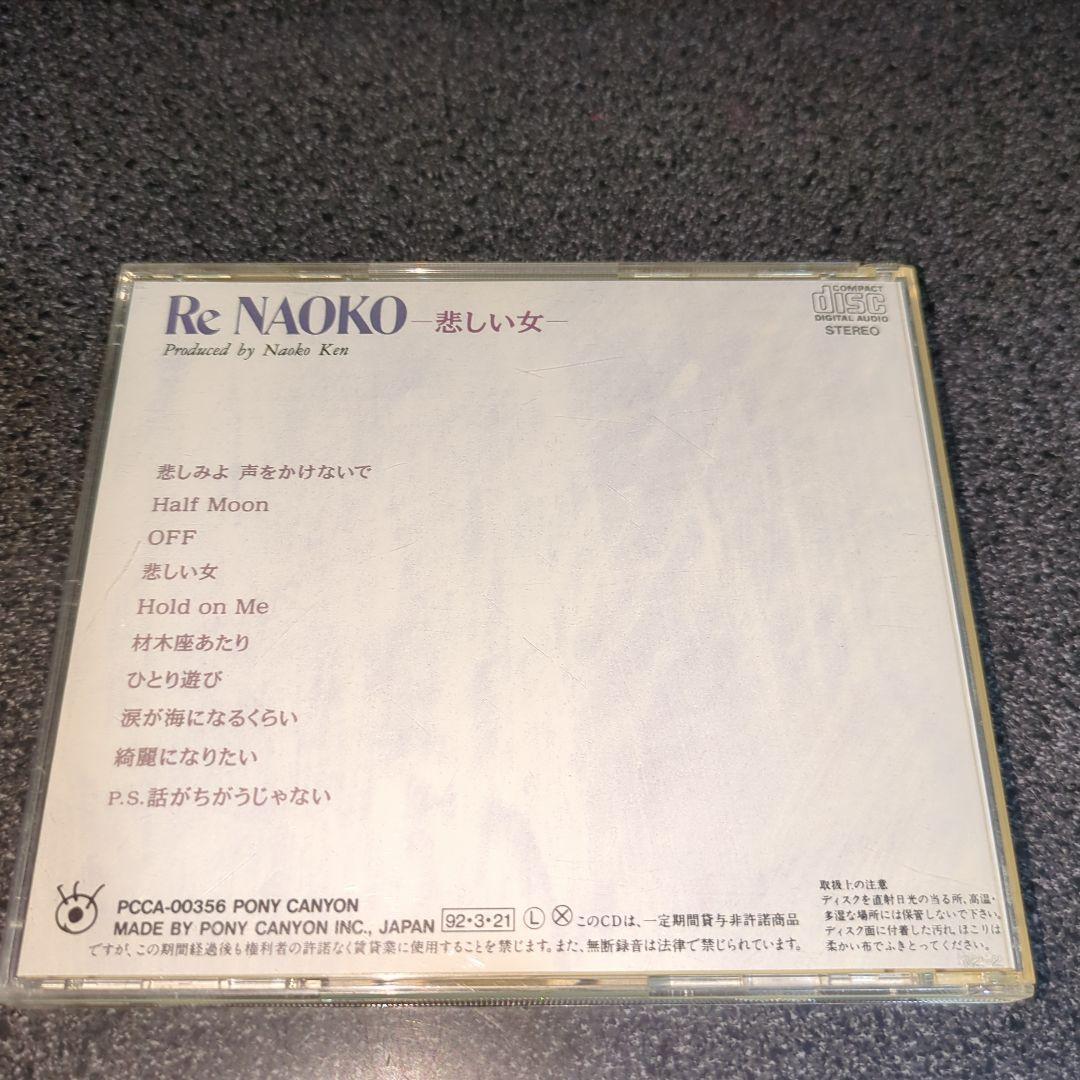 Re NAOKO—悲しい女—
Produced by Naoko Ken
COMPACT
disc
DIGITAL AUDIO
STEREO
悲しみよ 声をかけないで
Half Moon
OFF
悲しい女
Hold on Me
材木座あたり
ひとり遊び
涙が海になるくらい
綺麗になりたい
P.S.話がちがうじゃない
PCCA-00356 PONY CANYON
MADE BY PONY CANYON INC., JAPAN 92・3・21 Ⓛ ⓧ このCDは、一定期間貸与非許諾商品
ですが、この期間経過後も権利者の許諾なく賃貸業に使用することを禁じます。また、無断録音は法律で禁じられています。
取扱上の注意
ディスクを直射日光の当る所、高温・
多湿な場所には保管しないで下さい。
ディスク面に付着した汚れ、ほこりは
柔かい布でふきとってください。